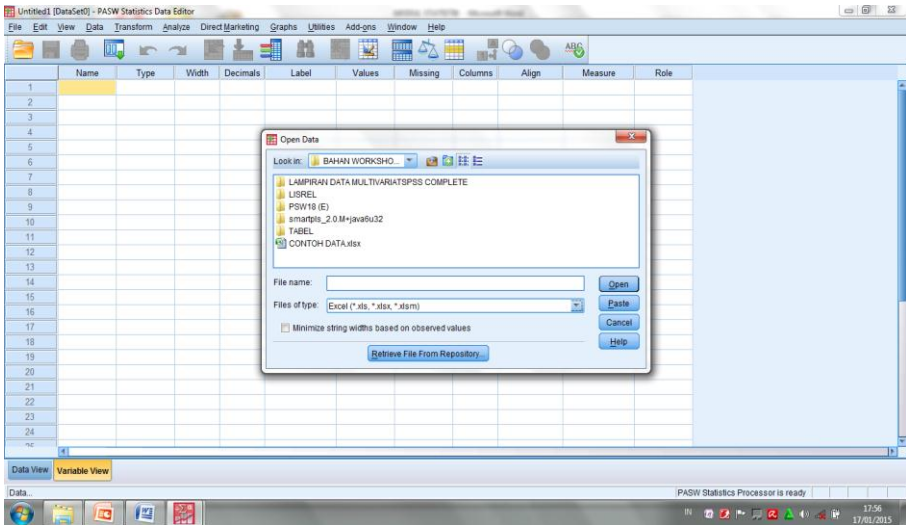 Untitled1 [DataSet0] - PASW Statistics Data Editor
File Edit View Data Transform Analyze Direct Marketing Graphs Utilities Add-ons Window Help
Name Type Width Decimals Label Values Missing Columns Align Measure Role
1
2
3
4
5
6
7
8
9
10
11
12
13
14
15
16
17
18
19
20
21
22
23
24
25
Open Data
Look in: BAHAN WORKSHO...
LAMPIRAN DATA MULTIVARIATSPSS COMPLETE
LISREL
PSW18 (E)
smartpls_2.0.M+java6u32
TABEL
CONTOH DATA.xlsx
File name: Open
Files of type: Excel (*.xls, *.xlsx, *.xlsm) Paste
Minimize string widths based on observed values Cancel
Help
Retrieve File From Repository...
Data View Variable View
Data... PASW Statistics Processor is ready
IN 17:56
17/01/2015